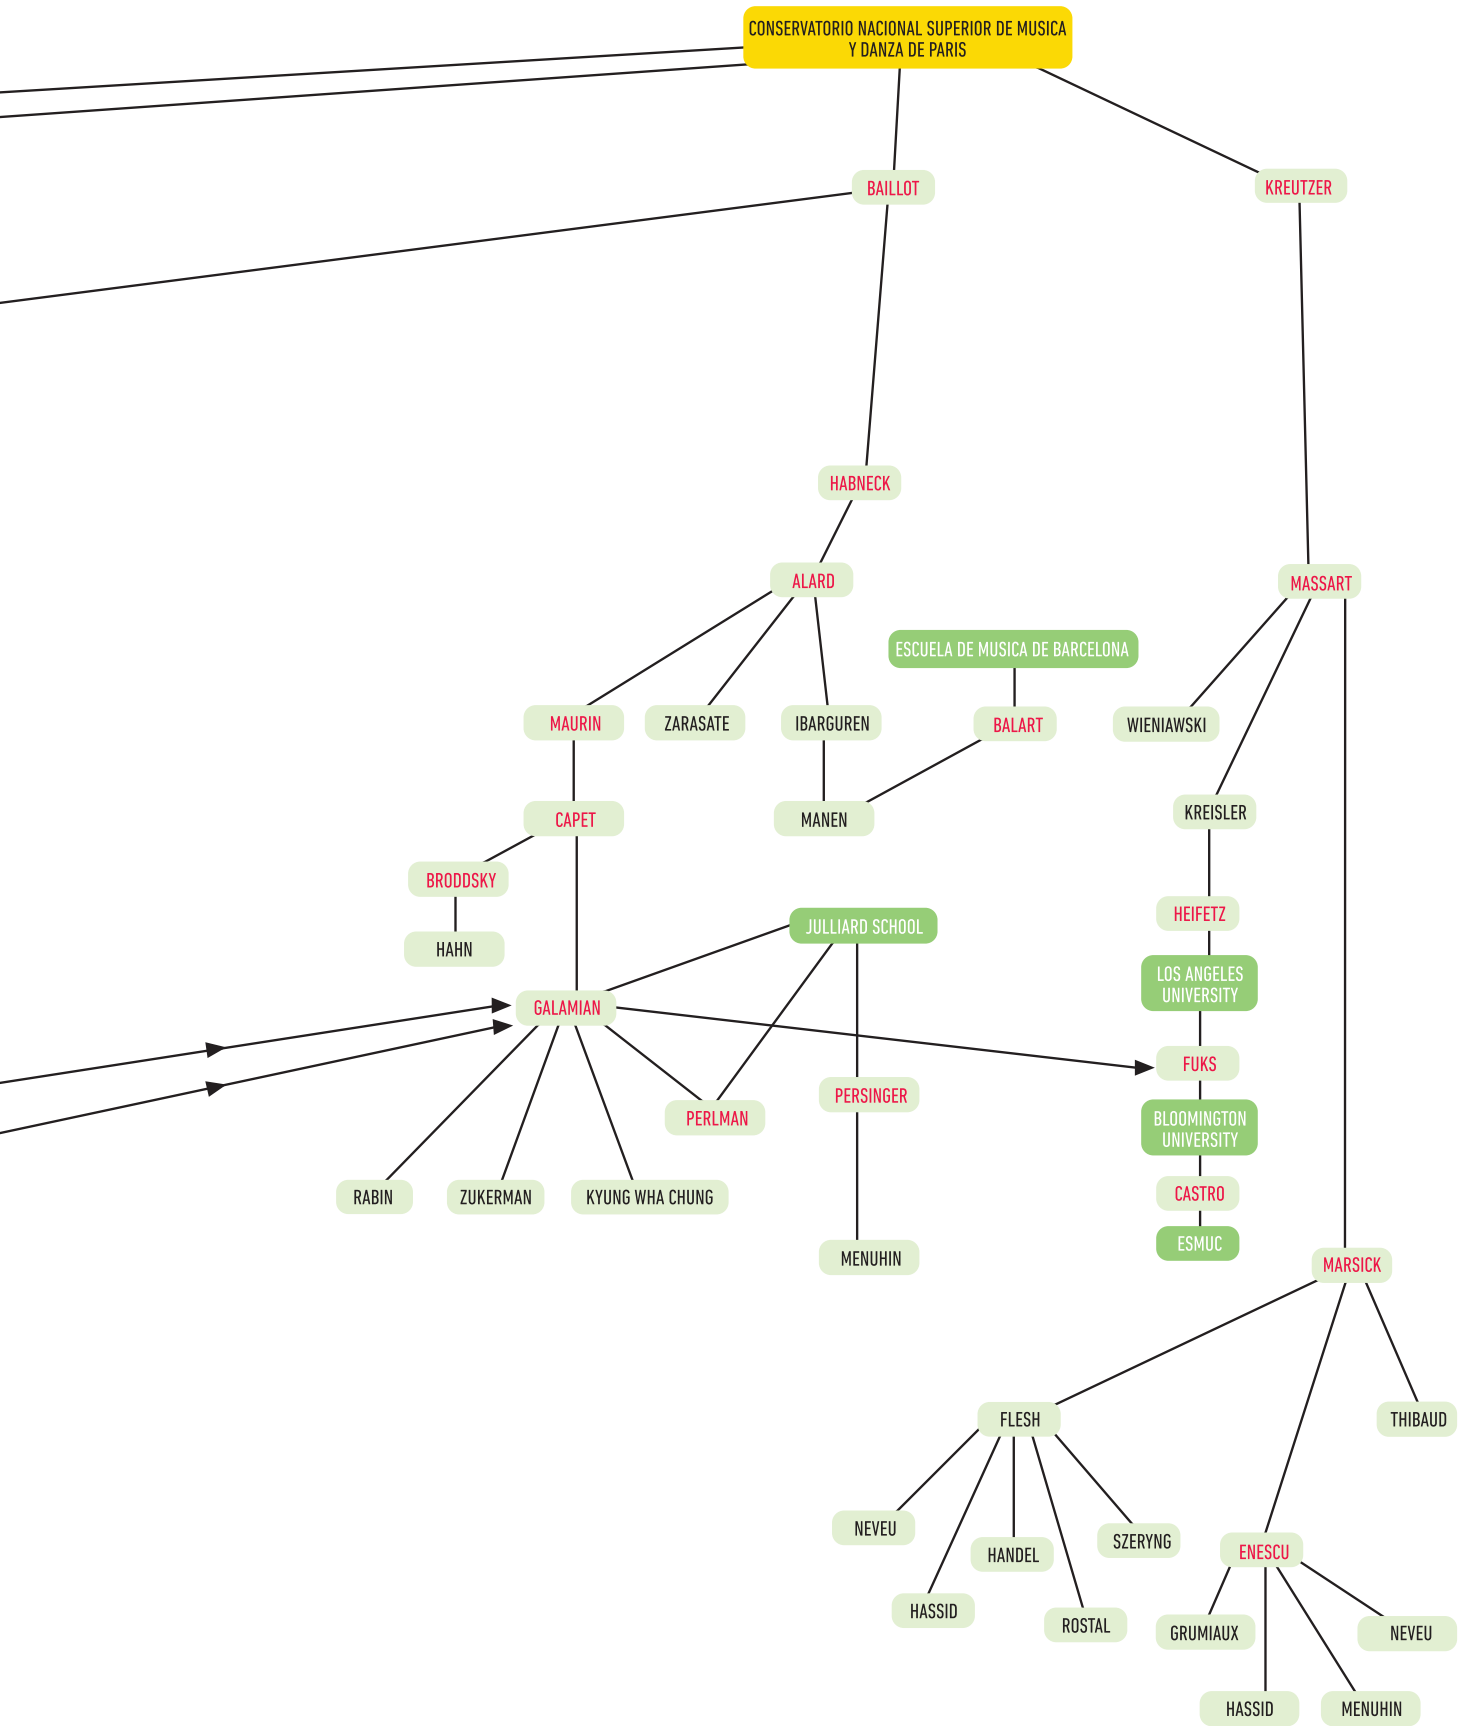 CONSERVATORIO NACIONAL SUPERIOR DE MUSICA
Y DANZA DE PARIS
BAILLOT
KREUTZER
HABNECK
ALARD
MASSART
ESCUELA DE MUSICA DE BARCELONA
MAURIN
ZARASATE
IBARGUREN
BALART
WIENIAWSKI
CAPET
MANEN
KREISLER
BRODDSKY
HEIFETZ
JULLIARD SCHOOL
HAHN
LOS ANGELES
UNIVERSITY
GALAMIAN
FUKS
PERSINGER
PERLMAN
BLOOMINGTON
UNIVERSITY
RABIN
ZUKERMAN
KYUNG WHA CHUNG
CASTRO
ESMUC
MENUHIN
MARSICK
FLESH
THIBAUD
NEVEU
SZERYNG
HANDEL
ENESCU
HASSID
ROSTAL
GRUMIAUX
NEVEU
HASSID
MENUHIN